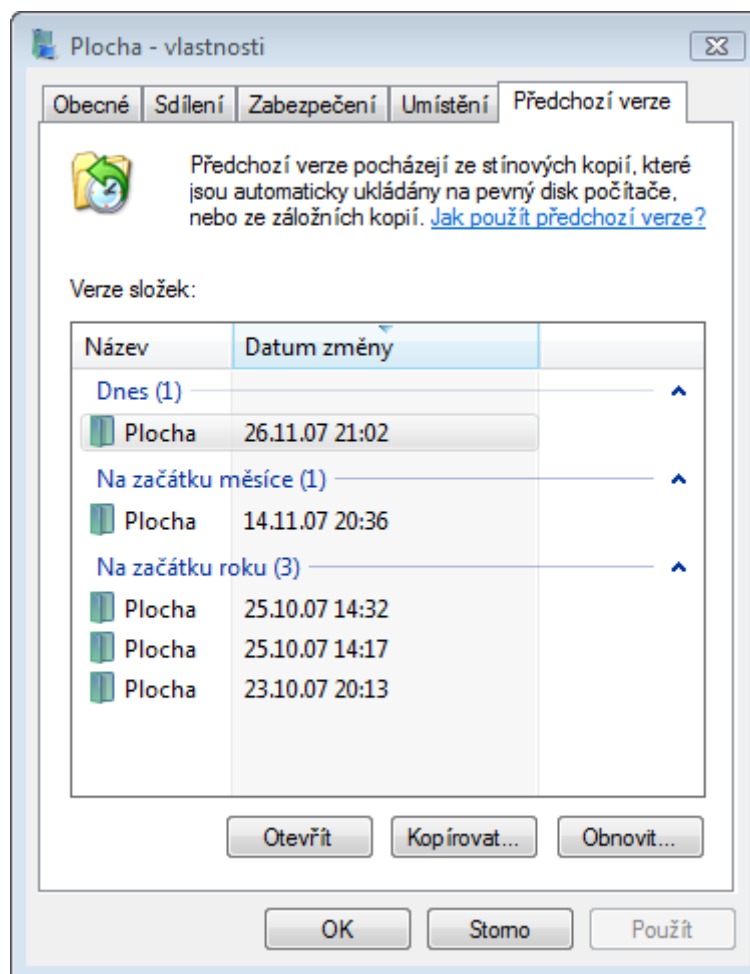 Plocha - vlastnosti
Obecné Sdílení Zabezpečení Umístění Předchozí verze
Předchozí verze pocházejí ze stínových kopií, které
jsou automaticky ukládány na pevný disk počítače,
nebo ze záložních kopií. Jak použít předchozí verze?
Verze složek:
Název Datum změny
Dnes (1)
Plocha 26.11.07 21:02
Na začátku měsíce (1)
Plocha 14.11.07 20:36
Na začátku roku (3)
Plocha 25.10.07 14:32
Plocha 25.10.07 14:17
Plocha 23.10.07 20:13
Otevřít Kopírovat... Obnovit...
OK Storno Použít